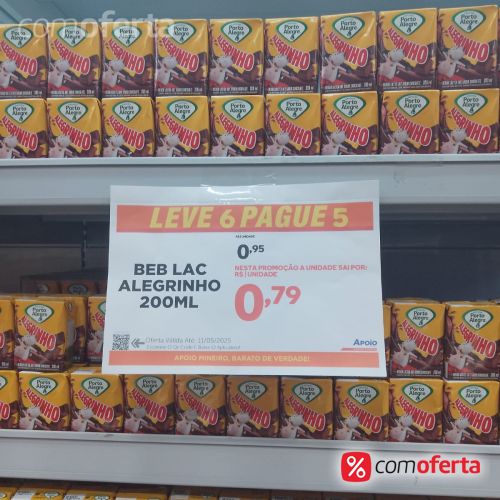 comoferta
Porto
Alegre
ALEGRINHO
LEVE 6 PAGUE 5
R$/UNIDADE
0,95
BEB LAC
ALEGRINHO
200ML
NESTA PROMOÇÃO A UNIDADE SAI POR:
R$|UNIDADE
0,79
Oferta Válida Até: 11/05/2025
APOIO
APOIO MINEIRO, BARATO DE VERDADE!
% comoferta